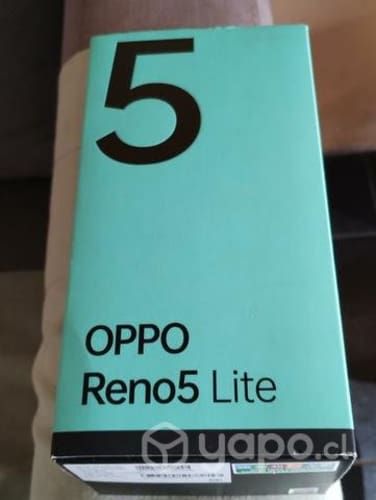 5
OPPO
Reno5 Lite
yapo.cl